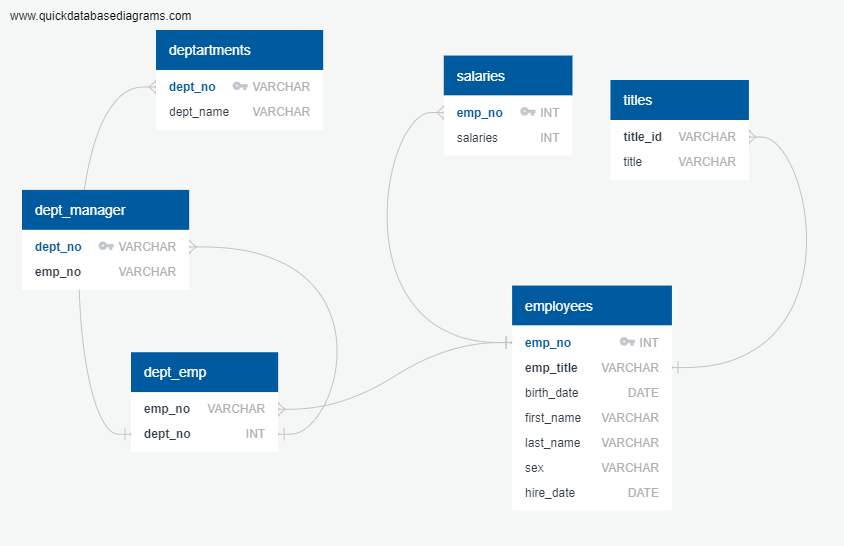 www.quickdatabasediagrams.com
deptartments
dept_no VARCHAR
dept_name VARCHAR
salaries
emp_no INT
salaries INT
titles
title_id VARCHAR
title VARCHAR
dept_manager
dept_no VARCHAR
emp_no VARCHAR
employees
emp_no INT
emp_title VARCHAR
birth_date DATE
first_name VARCHAR
last_name VARCHAR
sex VARCHAR
hire_date DATE
dept_emp
emp_no VARCHAR
dept_no INT